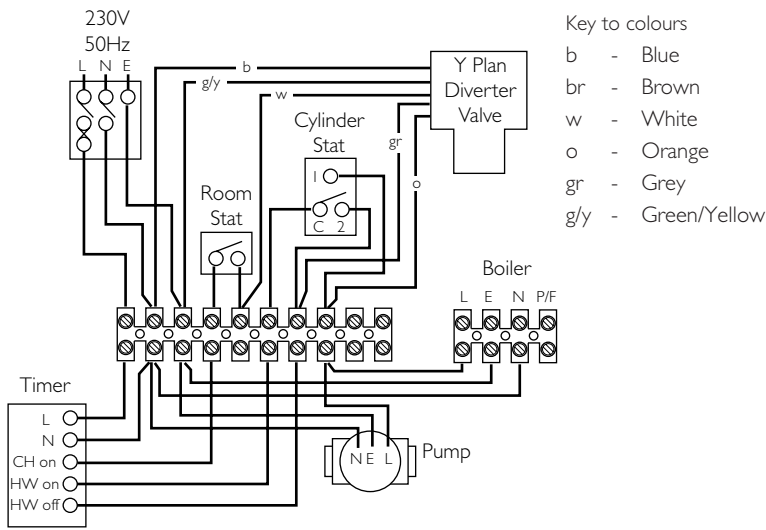 230V
50Hz
L N E
b
g/y
w
gr
o
Y Plan
Diverter
Valve
Key to colours
b - Blue
br - Brown
w - White
o - Orange
gr - Grey
g/y - Green/Yellow
Cylinder
Stat
1
C 2
Room
Stat
Boiler
L E N P/F
Timer
L
N
CH on
HW on
HW off
N E L
Pump